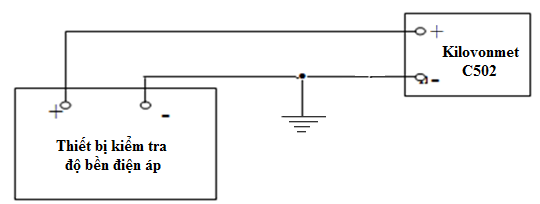 +
Kilovonmet
C502
-
+
-
Thiết bị kiểm tra
độ bền điện áp